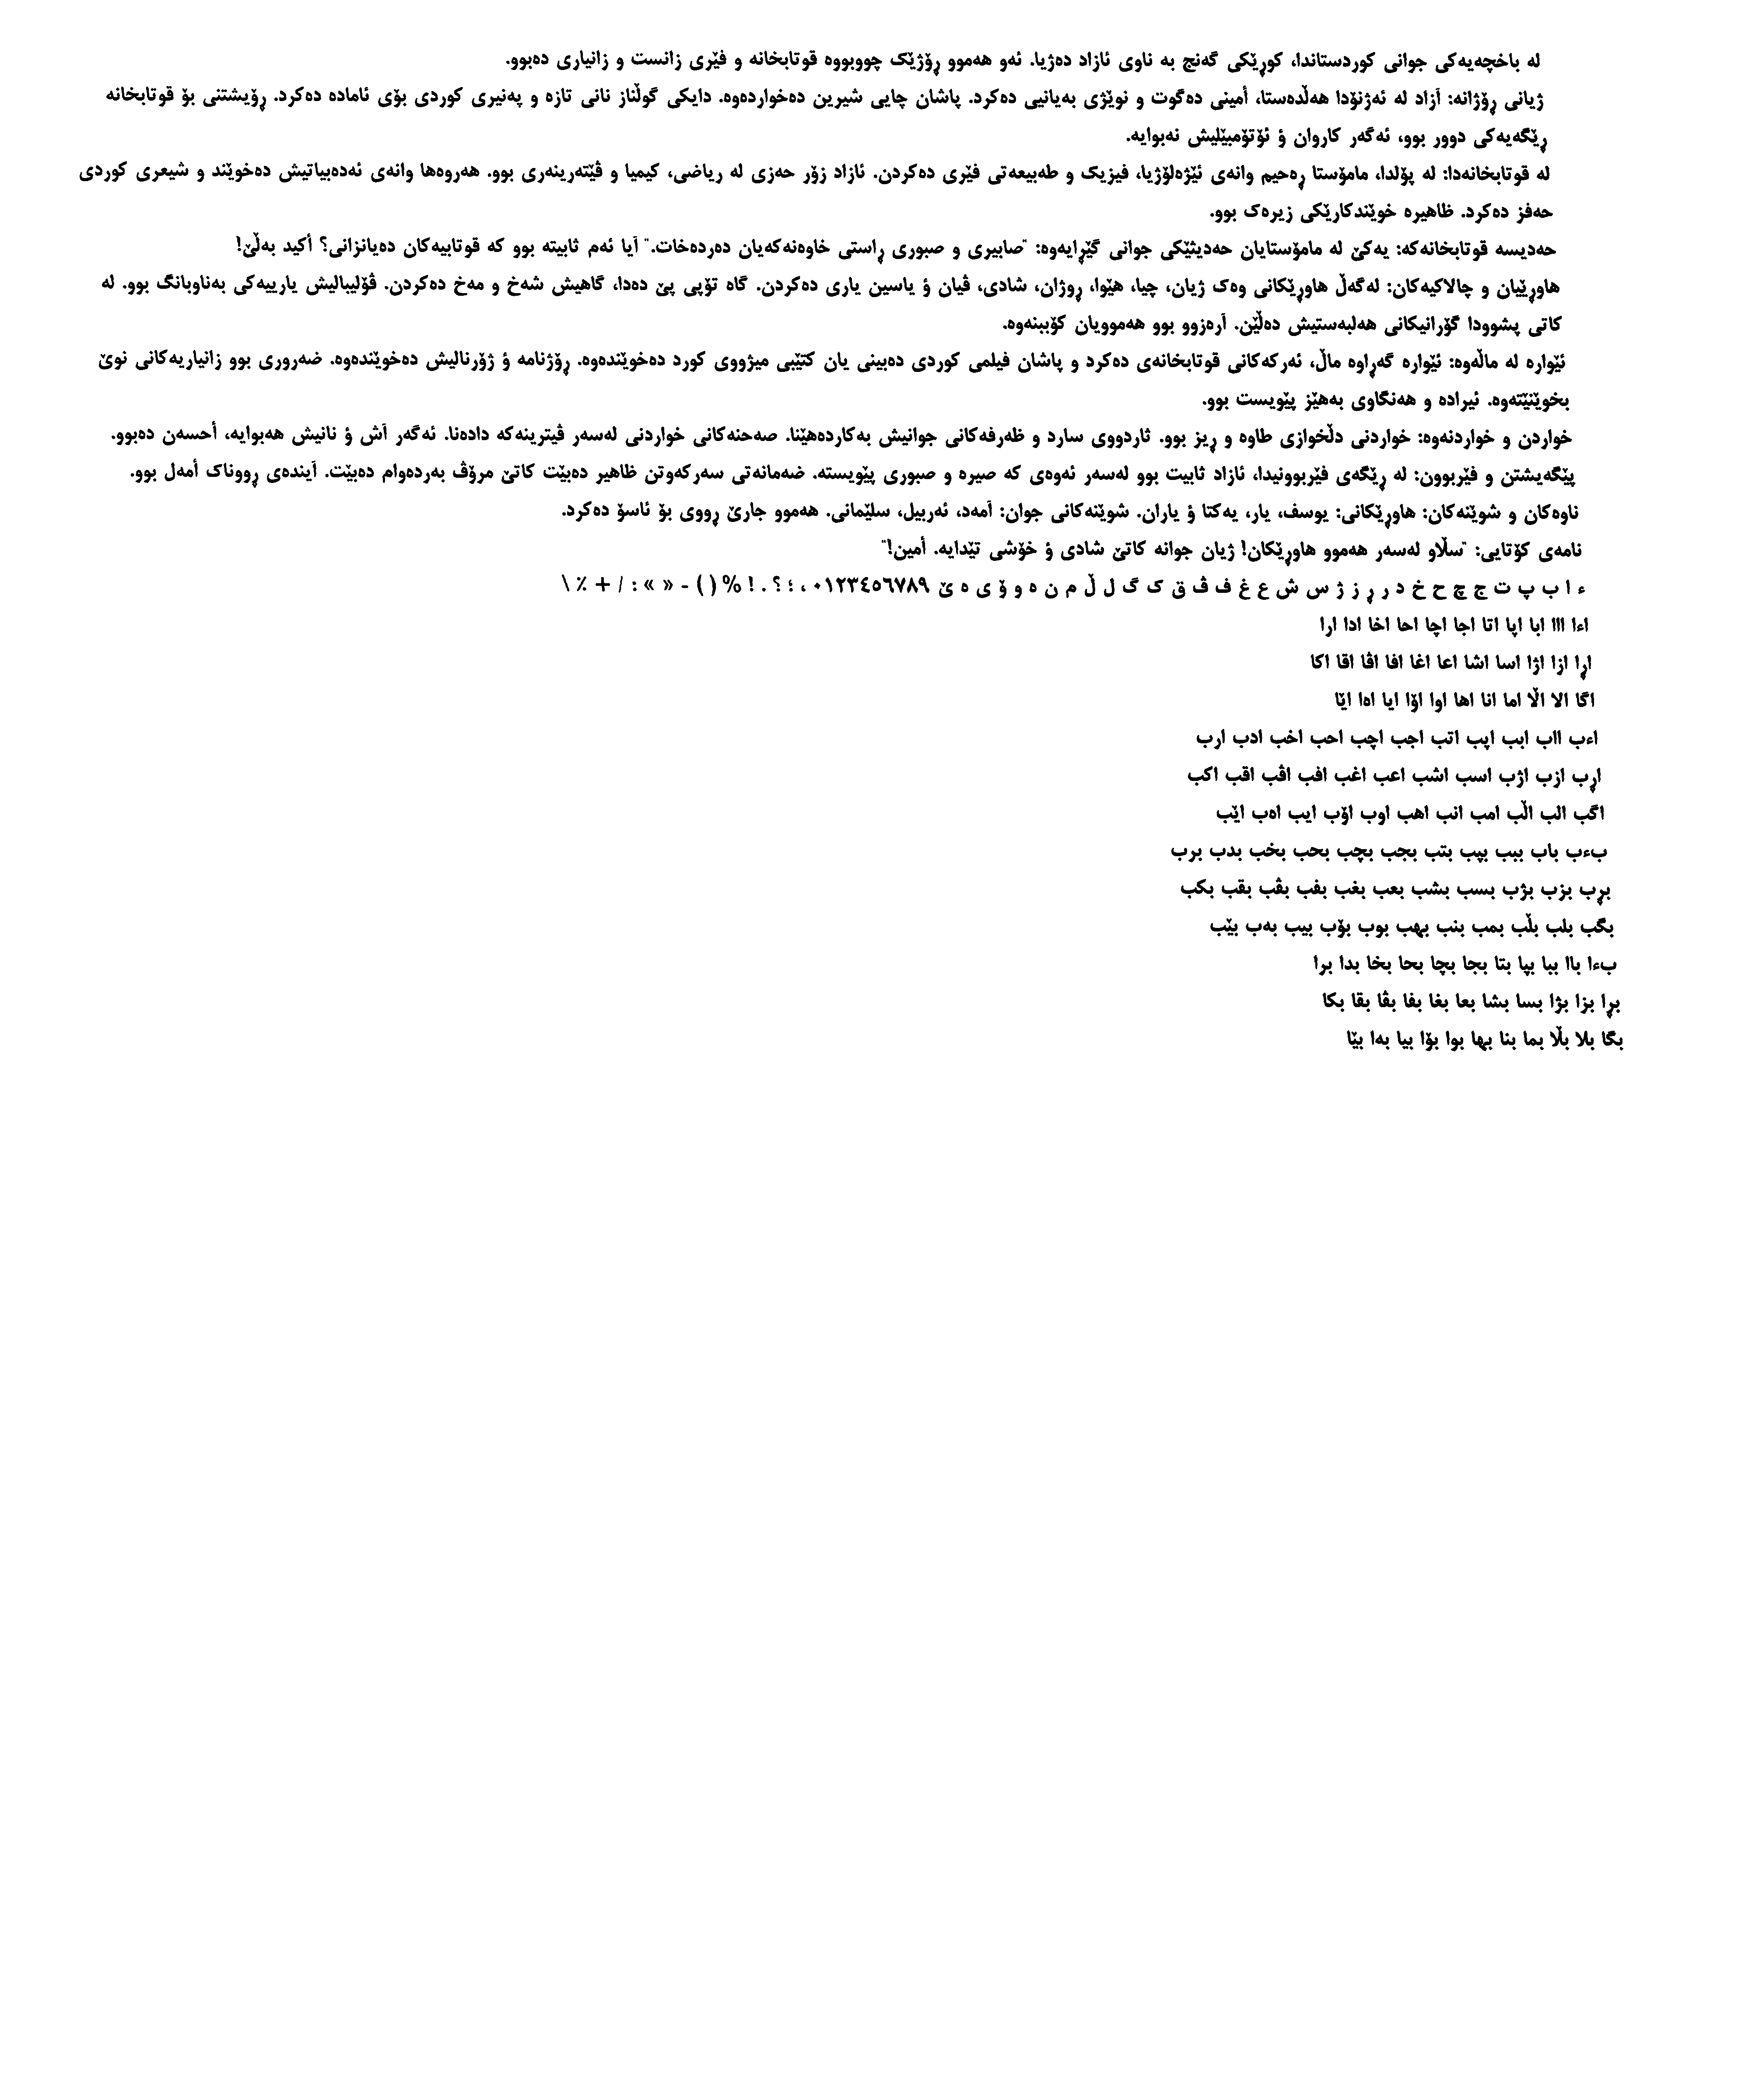 لە باخچەیەکی جوانی کوردستاندا، کوڕێکی گەنج بە ناوی ئازاد دەژیا. ئەو هەموو ڕۆژێک چووبووە قوتابخانە و فێری زانست و زانیاری دەبوو.
ژیانی ڕۆژانە: آزاد لە ئەژنۆدا هەڵدەستا، أمینی دەگوت و نوێژی بەیانیی دەکرد. پاشان چایی شیرین دەخواردەوە. دایکی گوڵناز نانی تازە و پەنیری کوردی بۆی ئامادە دەکرد. ڕۆیشتنی بۆ قوتابخانە
ڕێگەیەکی دوور بوو، ئەگەر کاروان ؤ ئۆتۆمبێلیش نەبوایە.
لە قوتابخانەدا: لە پۆلدا، مامۆستا ڕەحیم وانەی ئێژەلۆژیا، فیزیک و طەبیعەتی فێری دەکردن. ئازاد زۆر حەزی لە ریاضی، کیمیا و ڤێتەرینەری بوو. هەروەها وانەی ئەدەبیاتیش دەخوێند و شیعری کوردی
حەفز دەکرد. ظاهیرە خوێندکارێکی زیرەک بوو.
حەدیسە قوتابخانەکە: یەکێ لە مامۆستایان حەدیثێکی جوانی گێڕایەوە: "صابیری و صبوری ڕاستی خاوەنەکەیان دەردەخات." آیا ئەم ثابیتە بوو کە قوتابیەکان دەیانزانی؟ أکید بەڵێ!
هاوڕێیان و چالاکیەکان: لەگەڵ هاوڕێکانی وەک ژیان، چیا، هێوا، ڕوژان، شادی، ڤیان ؤ یاسین یاری دەکردن. گاە تۆپی پێ دەدا، گاهیش شەخ و مەخ دەکردن. ڤۆلیبالیش یارییەکی بەناوبانگ بوو. لە
کاتی پشوودا گۆرانیکانی هەلبەستیش دەڵێن. آرەزوو بوو هەموویان کۆببنەوە.
ئێوارە لە ماڵەوە: ئێوارە گەڕاوە ماڵ، ئەرکەکانی قوتابخانەی دەکرد و پاشان فیلمی کوردی دەبینی یان کتێبی میژووی کورد دەخوێندەوە. ڕۆژنامە ؤ ژۆرنالیش دەخوێندەوە. ضەروری بوو زانیاریەکانی نوێ
بخوێنێتەوە. ئیرادە و هەنگاوی بەهێز پێویست بوو.
خواردن و خواردنەوە: خواردنی دڵخوازی طاوە و ڕیز بوو. ئاردووی سارد و ظەرفەکانی جوانیش بەکاردەهێنا. صەحنەکانی خواردنی لەسەر ڤیترینەکە دادەنا. ئەگەر آش ؤ نانیش هەبوایە، أحسەن دەبوو.
پێگەیشتن و فێربوون: لە ڕێگەی فێربوونیدا، ئازاد ثابیت بوو لەسەر ئەوەی کە صیرە و صبوری پێویستە. ضەمانەتی سەرکەوتن ظاهیر دەبێت کاتێ مرۆڤ بەردەوام دەبێت. آیندەی ڕووناک أمەل بوو.
ناوەکان و شوێنەکان: هاوڕێکانی: یوسف، یار، یەکتا ؤ یاران. شوێنەکانی جوان: آمەد، ئەربیل، سلێمانی. هەموو جارێ ڕووی بۆ ئاسۆ دەکرد.
نامەی کۆتایی: "سڵاو لەسەر هەموو هاوڕێکان! ژیان جوانە کاتێ شادی ؤ خۆشی تێدایە. أمین!"
ء ا ب پ ت ج چ ح خ د ر ڕ ز ژ س ش ع غ ف ڤ ق ک گ ل ڵ م ن ه و ۆ ی ە ێ ٠١٢٣٤٥٦٧٨٩ ، ؛ ؟ . ! % ( ) - « » : / + ٪ \
اءا ااا ابا اپا اتا اجا اچا احا اخا ادا ارا
اڕا ازا اژا اسا اشا اعا اغا افا اڤا اقا اکا
اگا الا اڵا اما انا اها اوا اۆا ایا اەا اێا
اءب ااب ابب اپب اتب اجب اچب احب اخب ادب ارب
اڕب ازب اژب اسب اشب اعب اغب افب اڤب اقب اکب
اگب الب اڵب امب انب اهب اوب اۆب ایب اەب اێب
بءب باب ببب بپب بتب بجب بچب بحب بخب بدب برب
بڕب بزب بژب بسب بشب بعب بغب بفب بڤب بقب بکب
بگب بلب بڵب بمب بنب بهب بوب بۆب بیب بەب بێب
بءا باا ببا بپا بتا بجا بچا بحا بخا بدا برا
بڕا بزا بژا بسا بشا بعا بغا بفا بڤا بقا بکا
بگا بلا بڵا بما بنا بها بوا بۆا بیا بەا بێا